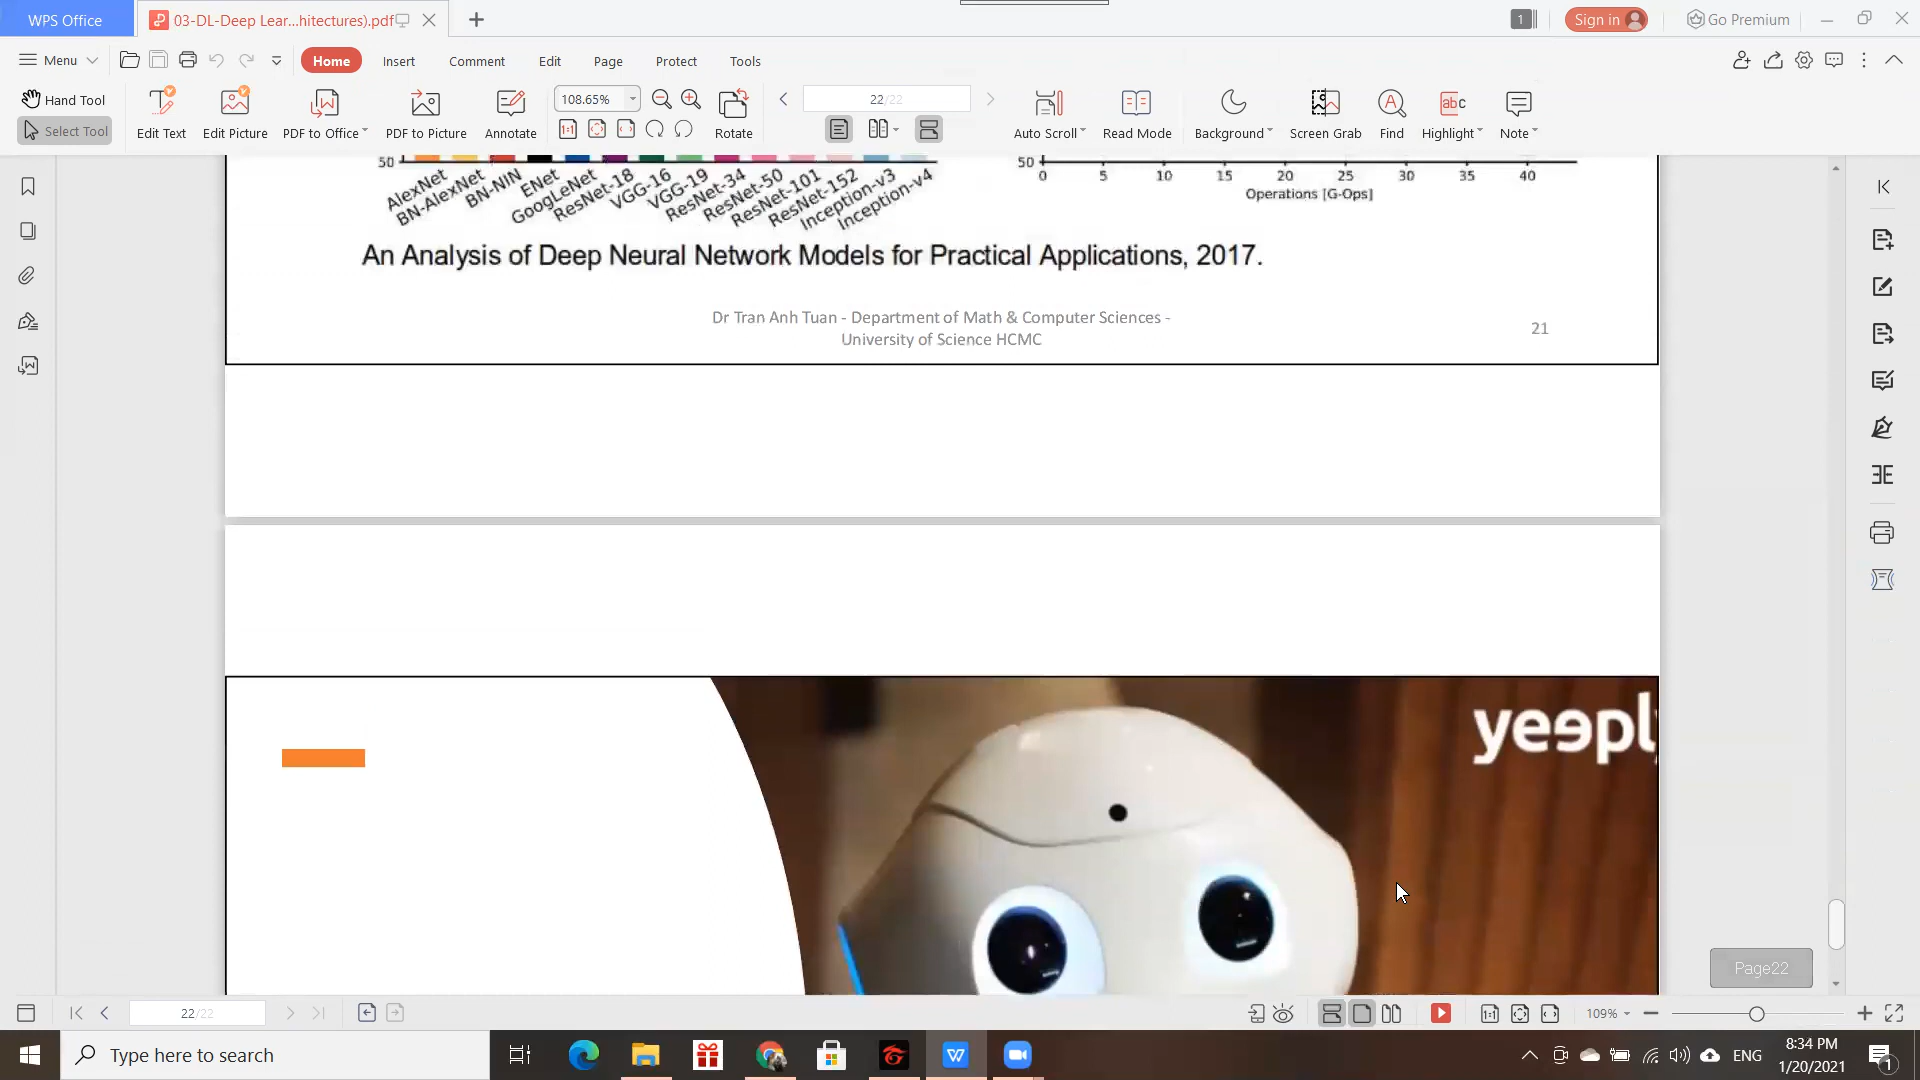 WPS Office
03-DL-Deep Lear...hitectures).pdf
1
Sign in
Go Premium
Menu
Home
Insert
Comment
Edit
Page
Protect
Tools
Hand Tool
Select Tool
Edit Text
Edit Picture
PDF to Office
PDF to Picture
Annotate
108.65%
Rotate
22/22
Auto Scroll
Read Mode
Background
Screen Grab
Find
Highlight
Note
50
AlexNet
BN-AlexNet
BN-NIN
ENet
GoogLeNet
ResNet-18
VGG-16
VGG-19
ResNet-34
ResNet-50
ResNet-101
ResNet-152
Inception-v3
Inception-v4
50
0 5 10 15 20 25 30 35 40
Operations [G-Ops]
An Analysis of Deep Neural Network Models for Practical Applications, 2017.
Dr Tran Anh Tuan - Department of Math & Computer Sciences -
University of Science HCMC
21
yeeply
Page22
22/22
109%
Type here to search
ENG
8:34 PM
1/20/2021
1